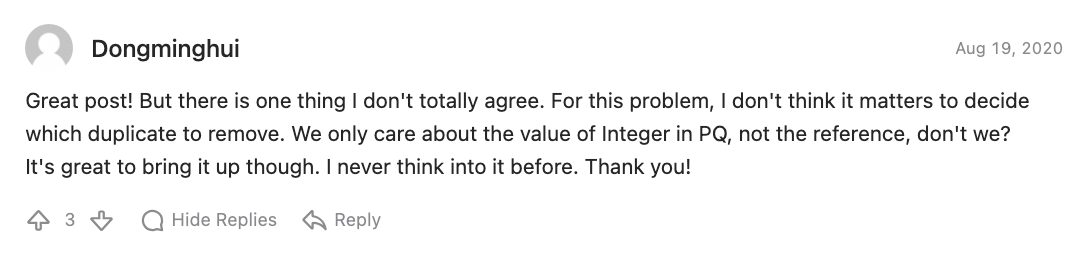 Dongminghui
Aug 19, 2020
Great post! But there is one thing I don't totally agree. For this problem, I don't think it matters to decide
which duplicate to remove. We only care about the value of Integer in PQ, not the reference, don't we?
It's great to bring it up though. I never think into it before. Thank you!
3 Hide Replies Reply